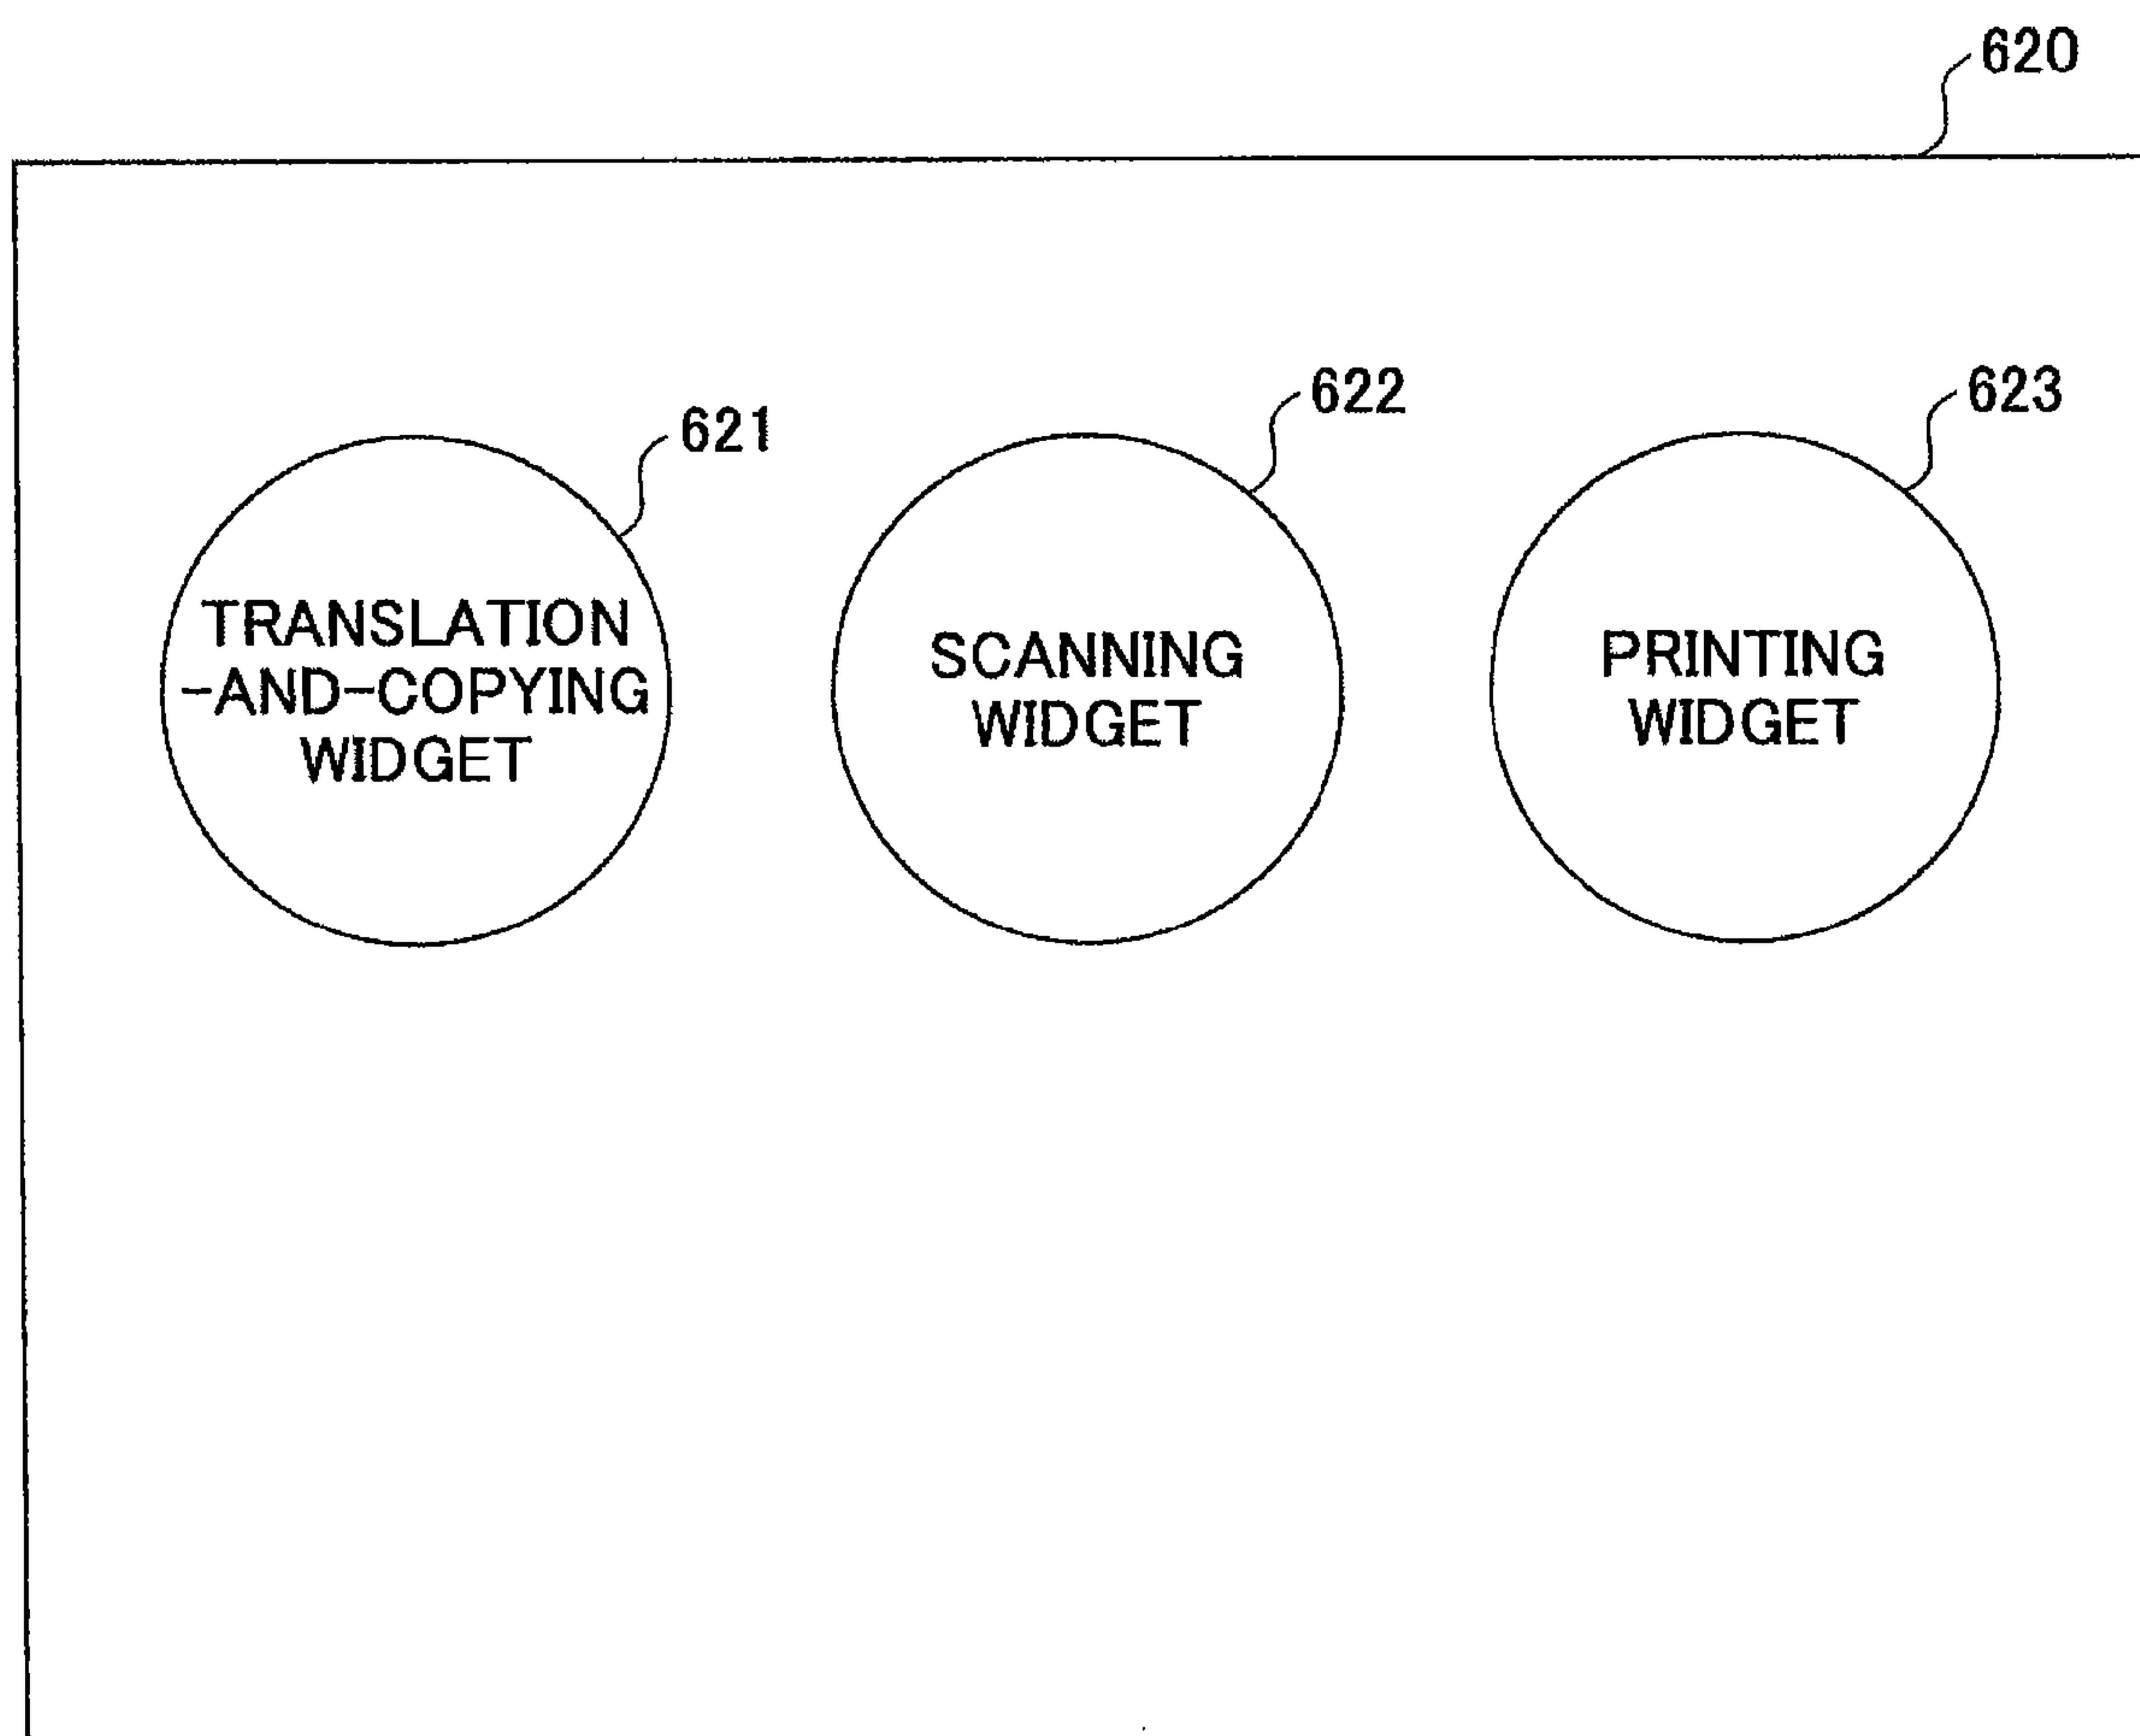 620
621
622
623
TRANSLATION
-AND-COPYING
WIDGET
SCANNING
WIDGET
PRINTING
WIDGET